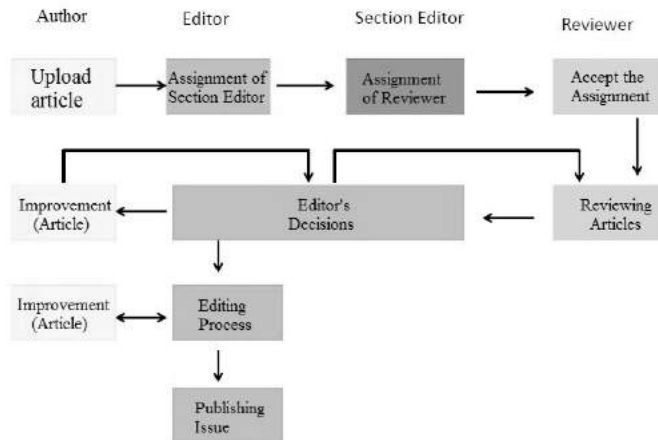 Author Editor Section Editor Reviewer
Upload
article
Assignment of
Section Editor
Assignment
of Reviewer
Accept the
Assignment
Improvement
(Article)
Editor's
Decisions
Reviewing
Articles
Improvement
(Article)
Editing
Process
Publishing
Issue